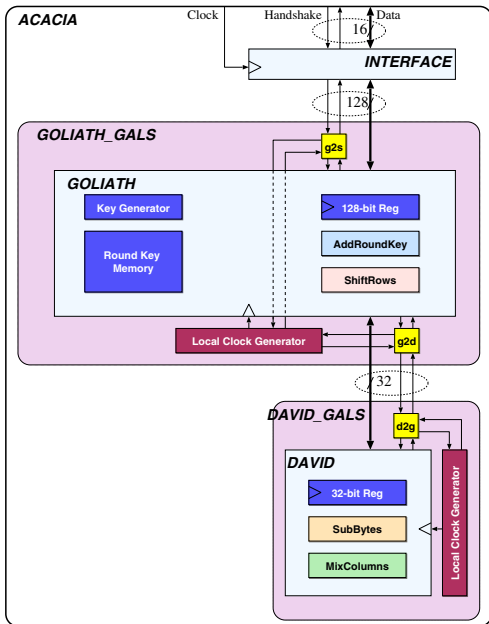 ACACIA
Clock
Handshake
Data
16
INTERFACE
128
GOLIATH_GALS
g2s
GOLIATH
Key Generator
128-bit Reg
Round Key
Memory
AddRoundKey
ShiftRows
Local Clock Generator
g2d
32
DAVID_GALS
d2g
DAVID
32-bit Reg
SubBytes
MixColumns
Local Clock Generator